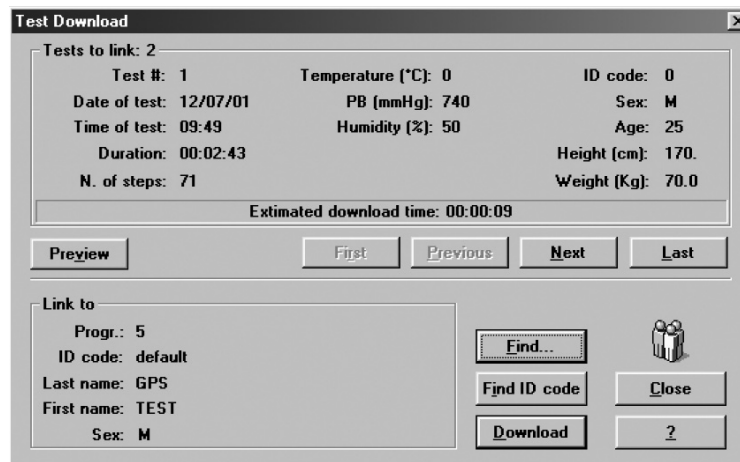 Test Download
Tests to link: 2
Test #: 1 Temperature (°C): 0 ID code: 0
Date of test: 12/07/01 PB (mmHg): 740 Sex: M
Time of test: 09:49 Humidity (%): 50 Age: 25
Duration: 00:02:43 Height (cm): 170.
N. of steps: 71 Weight (Kg): 70.0
Extimated download time: 00:00:09
Preview First Previous Next Last
Link to
Progr.: 5
ID code: default
Last name: GPS
First name: TEST
Sex: M
Find...
Find ID code Close
Download ?